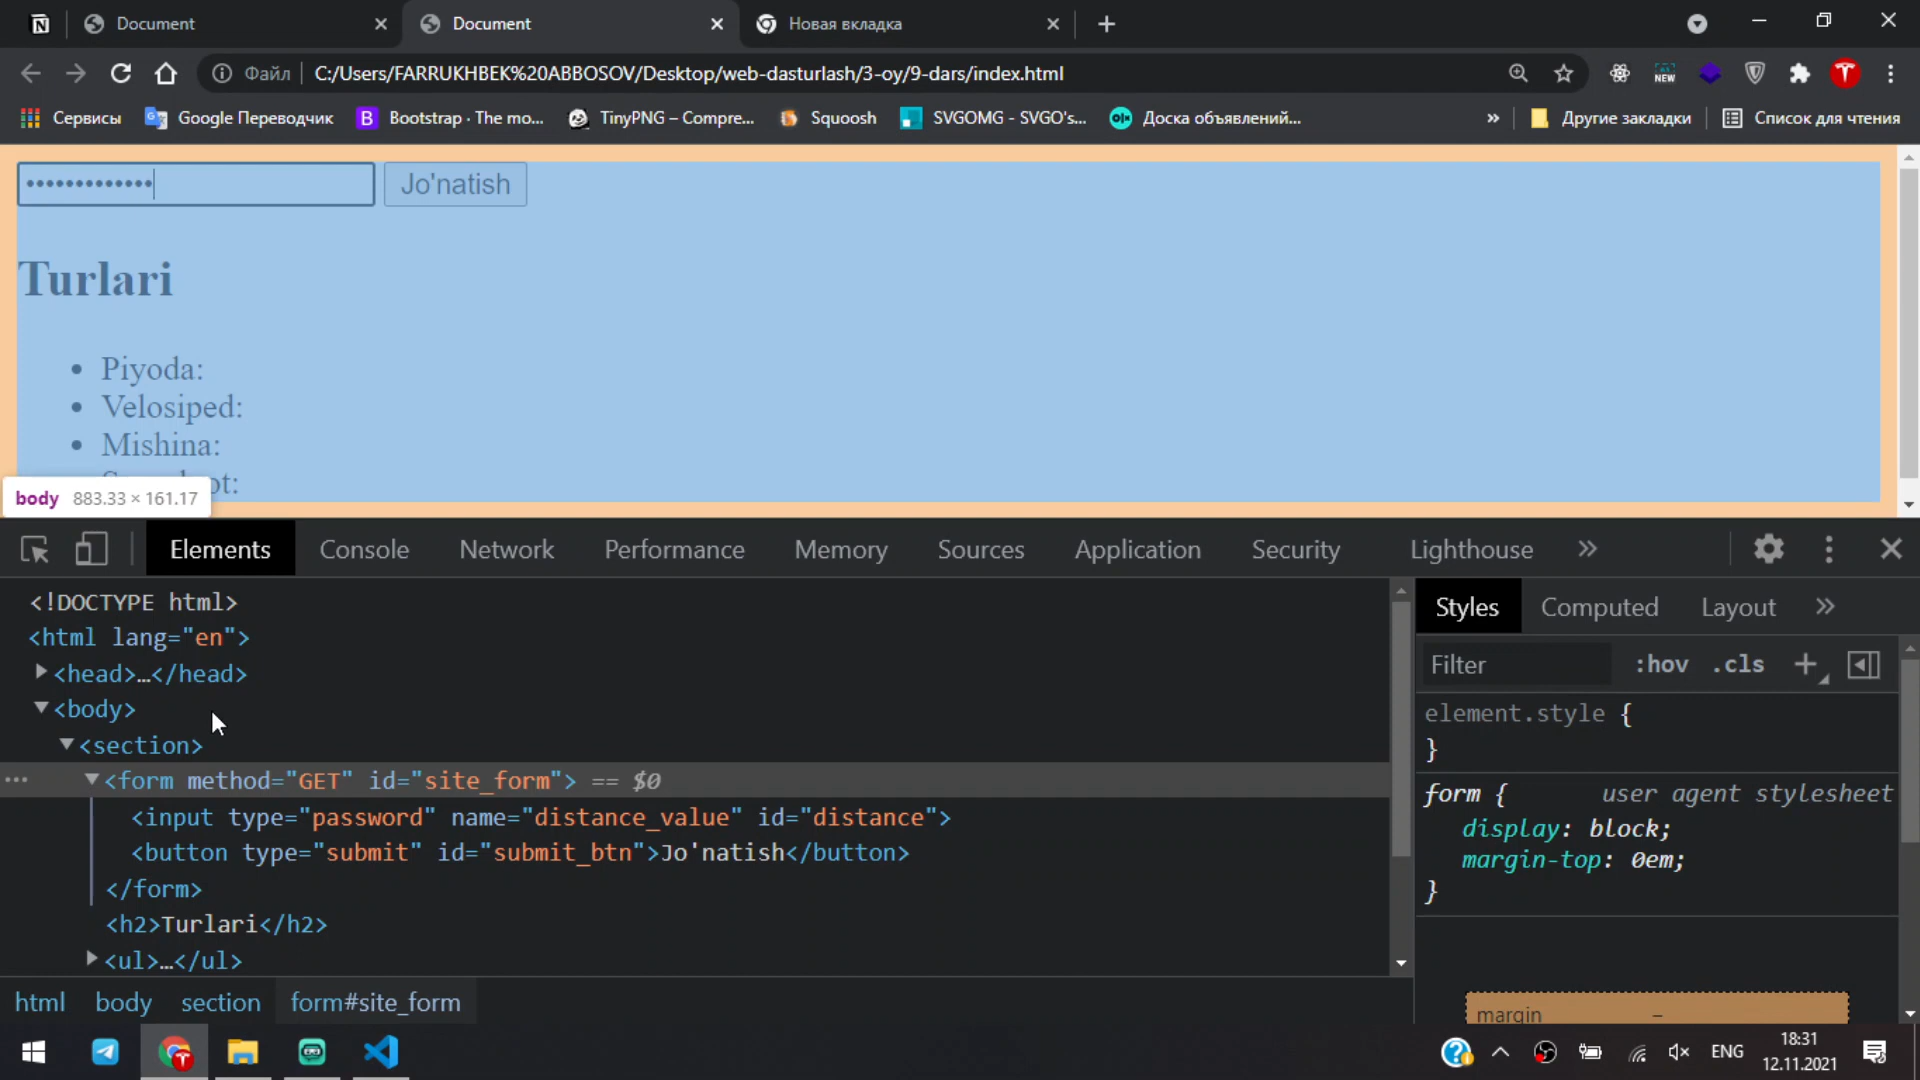 Document
Document
Новая вкладка
Файл
C:/Users/FARRUKHBEK%20ABBOSOV/Desktop/web-dasturlash/3-oy/9-dars/index.html
NEW
Сервисы
Google Переводчик
B Bootstrap · The mo...
TinyPNG – Compre...
Squoosh
SVGOMG - SVGO's...
Доска объявлений...
»
Другие закладки
Список для чтения
•••••••••••••
Jo'natish
Turlari
• Piyoda:
• Velosiped:
• Mishina:
ot:
body 883.33 × 161.17
Elements Console Network Performance Memory Sources Application Security Lighthouse »
<!DOCTYPE html>
<html lang="en">
<head>…</head>
<body>
<section>
<form method="GET" id="site_form"> == $0
<input type="password" name="distance_value" id="distance">
<button type="submit" id="submit_btn">Jo'natish</button>
</form>
<h2>Turlari</h2>
<ul>…</ul>
html body section form#site_form
Styles Computed Layout »
Filter :hov .cls +
element.style {
}
form { user agent stylesheet
display: block;
margin-top: 0em;
}
margin –
ENG
18:31
12.11.2021